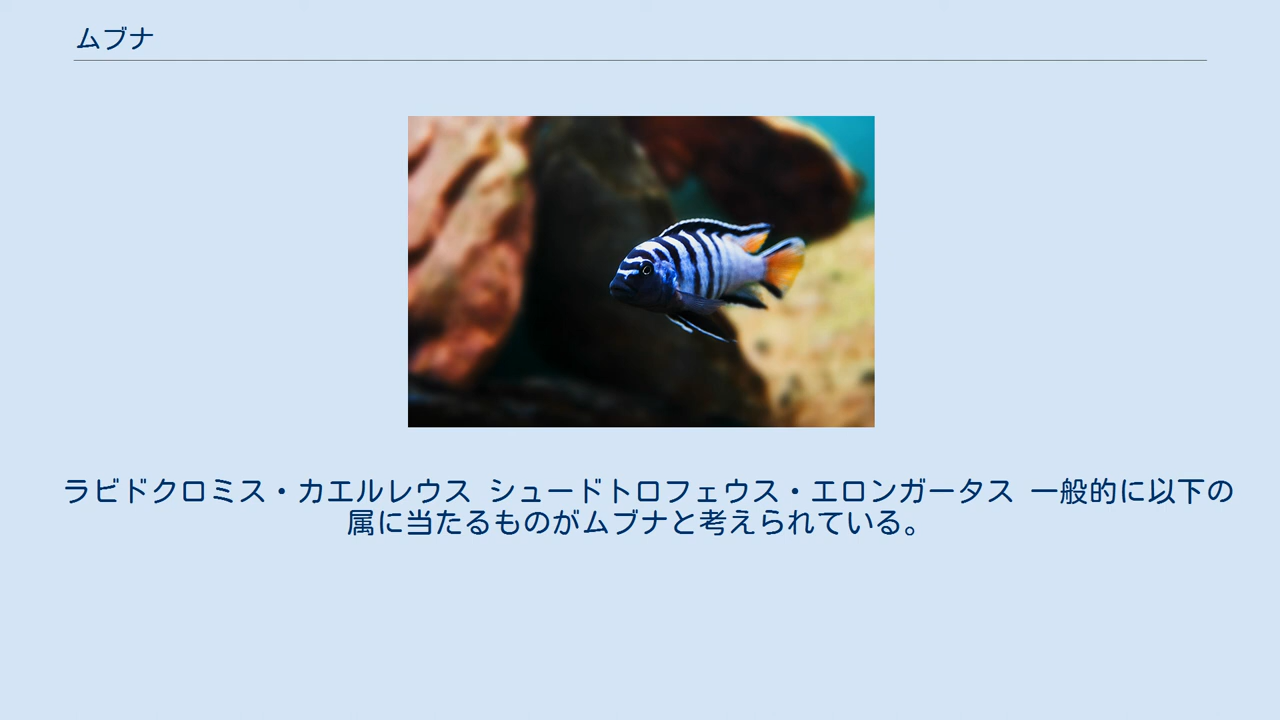 ムブナ
ラビドクロミス・カエルレウス シュードトロフェウス・エロンガータス 一般的に以下の
属に当たるものがムブナと考えられている。